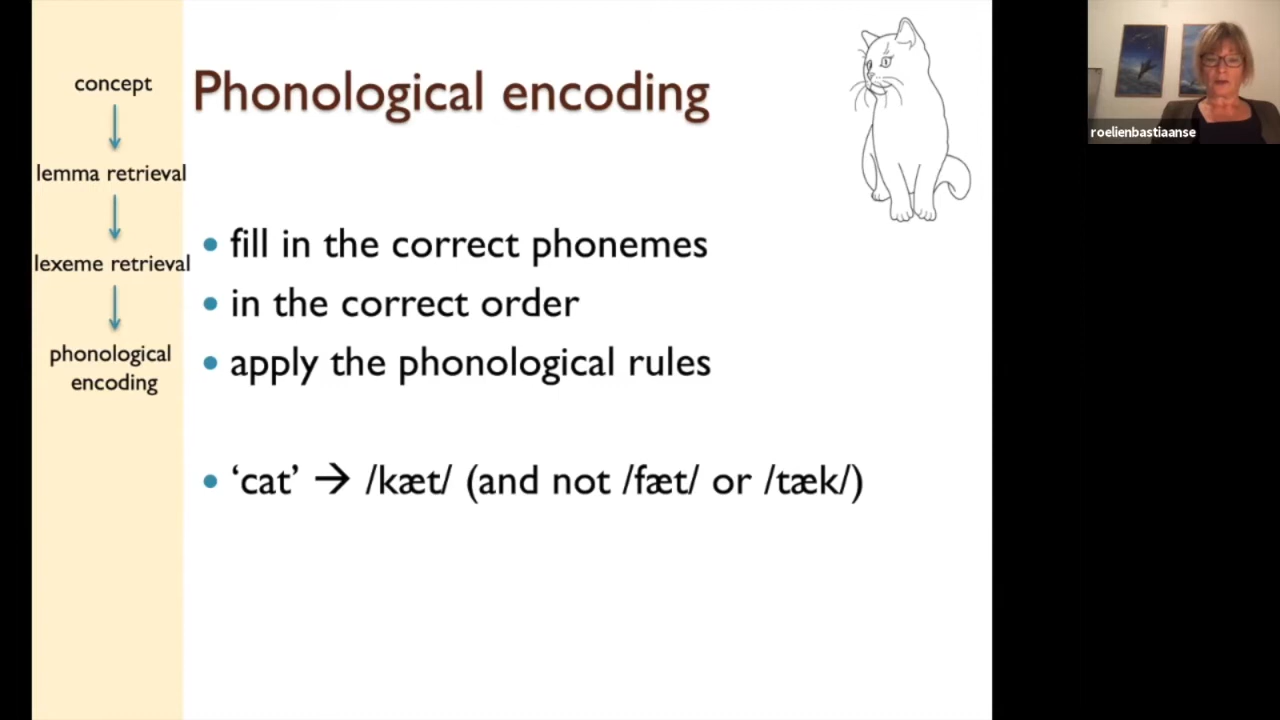 concept
lemma retrieval
lexeme retrieval
phonological
encoding
Phonological encoding
• fill in the correct phonemes
• in the correct order
• apply the phonological rules
• ‘cat’ → /kæt/ (and not /fæt/ or /tæk/)
roelienbastiaanse